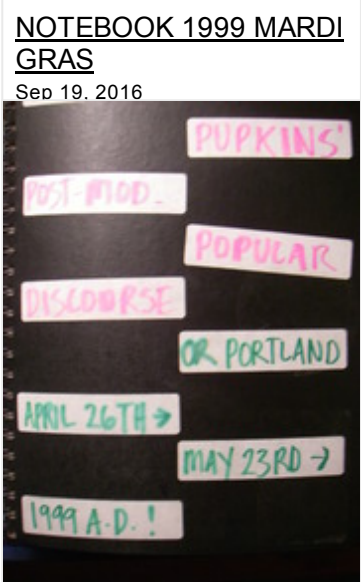 NOTEBOOK 1999 MARDI
GRAS
Sep 19, 2016
PUPKINS'
POST-MOD.
POPULAR
DISCOURSE
OR PORTLAND
APRIL 26TH →
MAY 23RD →
1999 A.D. !